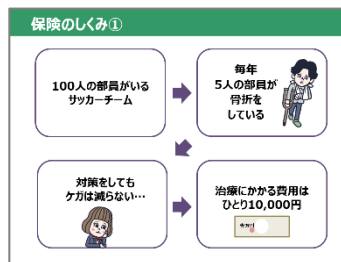 保険のしくみ①
100人の部員がいる
サッカーチーム
毎年
5人の部員が
骨折を
している
対策をしても
ケガは減らない…
治療にかかる費用は
ひとり10,000円